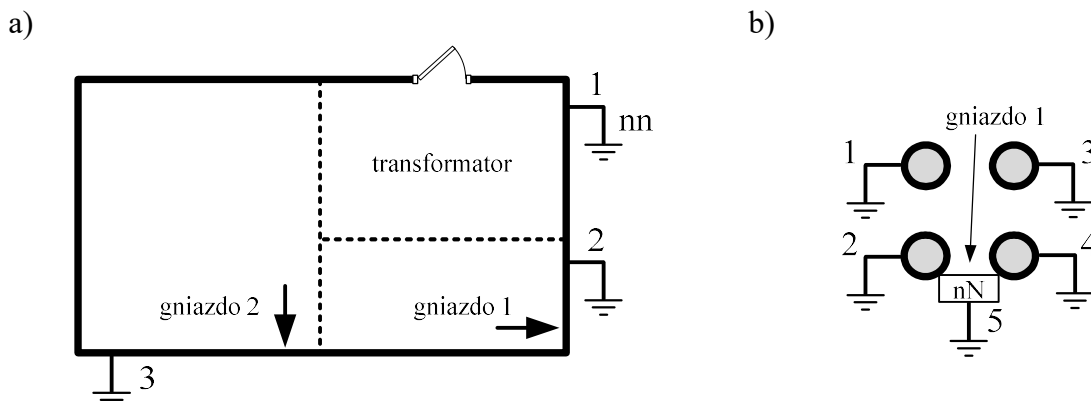 a)
b)
1
nn
transformator
2
gniazdo 2
gniazdo 1
3
gniazdo 1
1
3
2
4
nN
5